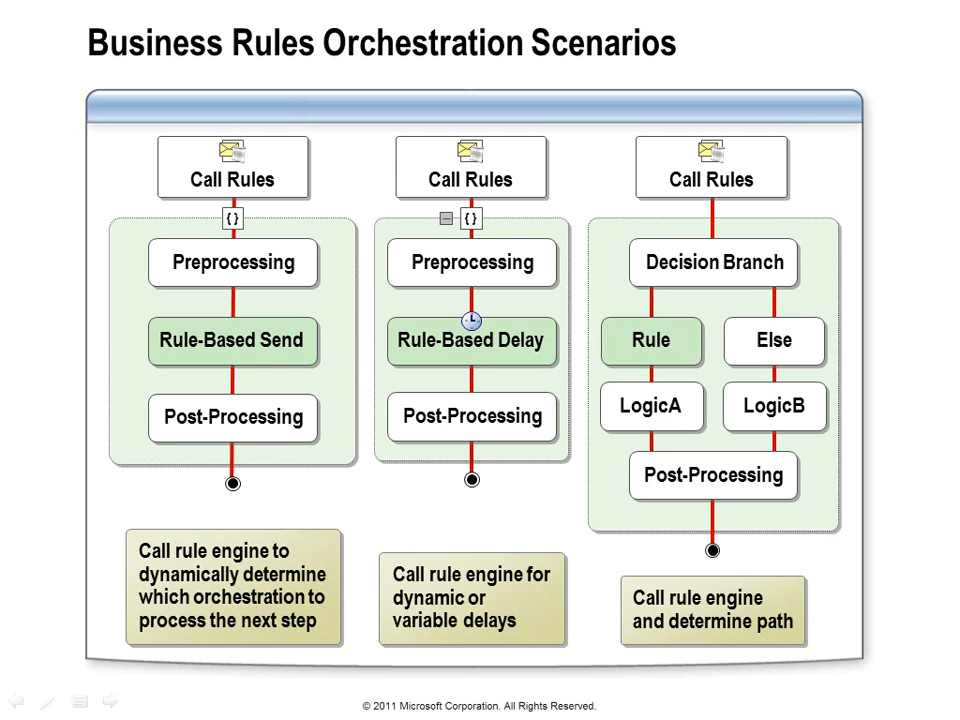 Business Rules Orchestration Scenarios
Call Rules
{ }
Preprocessing
Rule-Based Send
Post-Processing
Call rule engine to
dynamically determine
which orchestration to
process the next step
Call Rules
{ }
Preprocessing
Rule-Based Delay
Post-Processing
Call rule engine for
dynamic or
variable delays
Call Rules
Decision Branch
Rule
Else
LogicA
LogicB
Post-Processing
Call rule engine
and determine path
© 2011 Microsoft Corporation. All Rights Reserved.